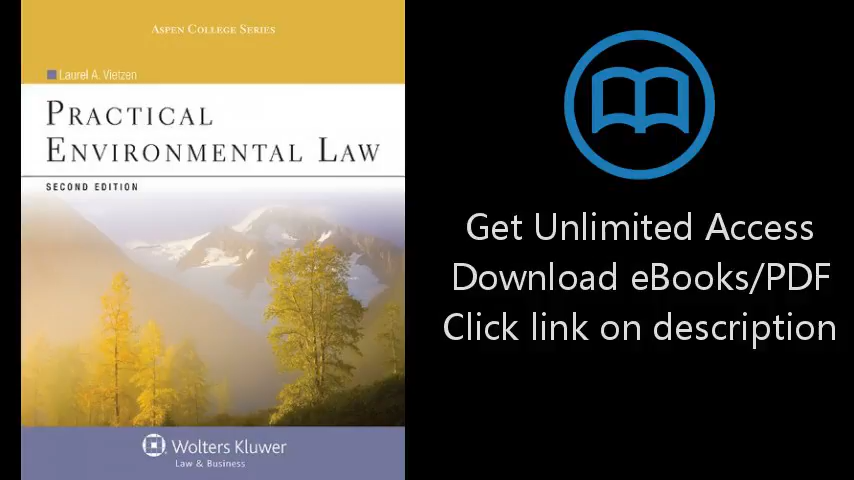 ASPEN COLLEGE SERIES
Laurel A. Vietzen
PRACTICAL
ENVIRONMENTAL LAW
SECOND EDITION
Wolters Kluwer
Law & Business
Get Unlimited Access
Download eBooks/PDF
Click link on description